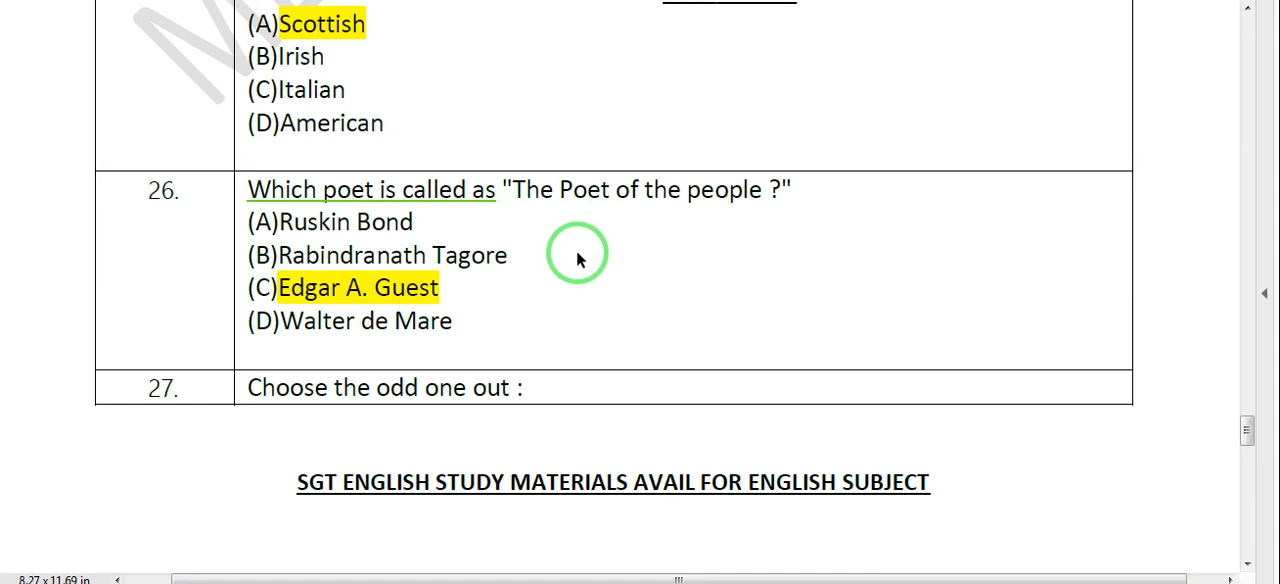 (A)Scottish
(B)Irish
(C)Italian
(D)American
26.
Which poet is called as "The Poet of the people ?"
(A)Ruskin Bond
(B)Rabindranath Tagore
(C)Edgar A. Guest
(D)Walter de Mare
27.
Choose the odd one out :
SGT ENGLISH STUDY MATERIALS AVAIL FOR ENGLISH SUBJECT
8.27 x 11.69 in